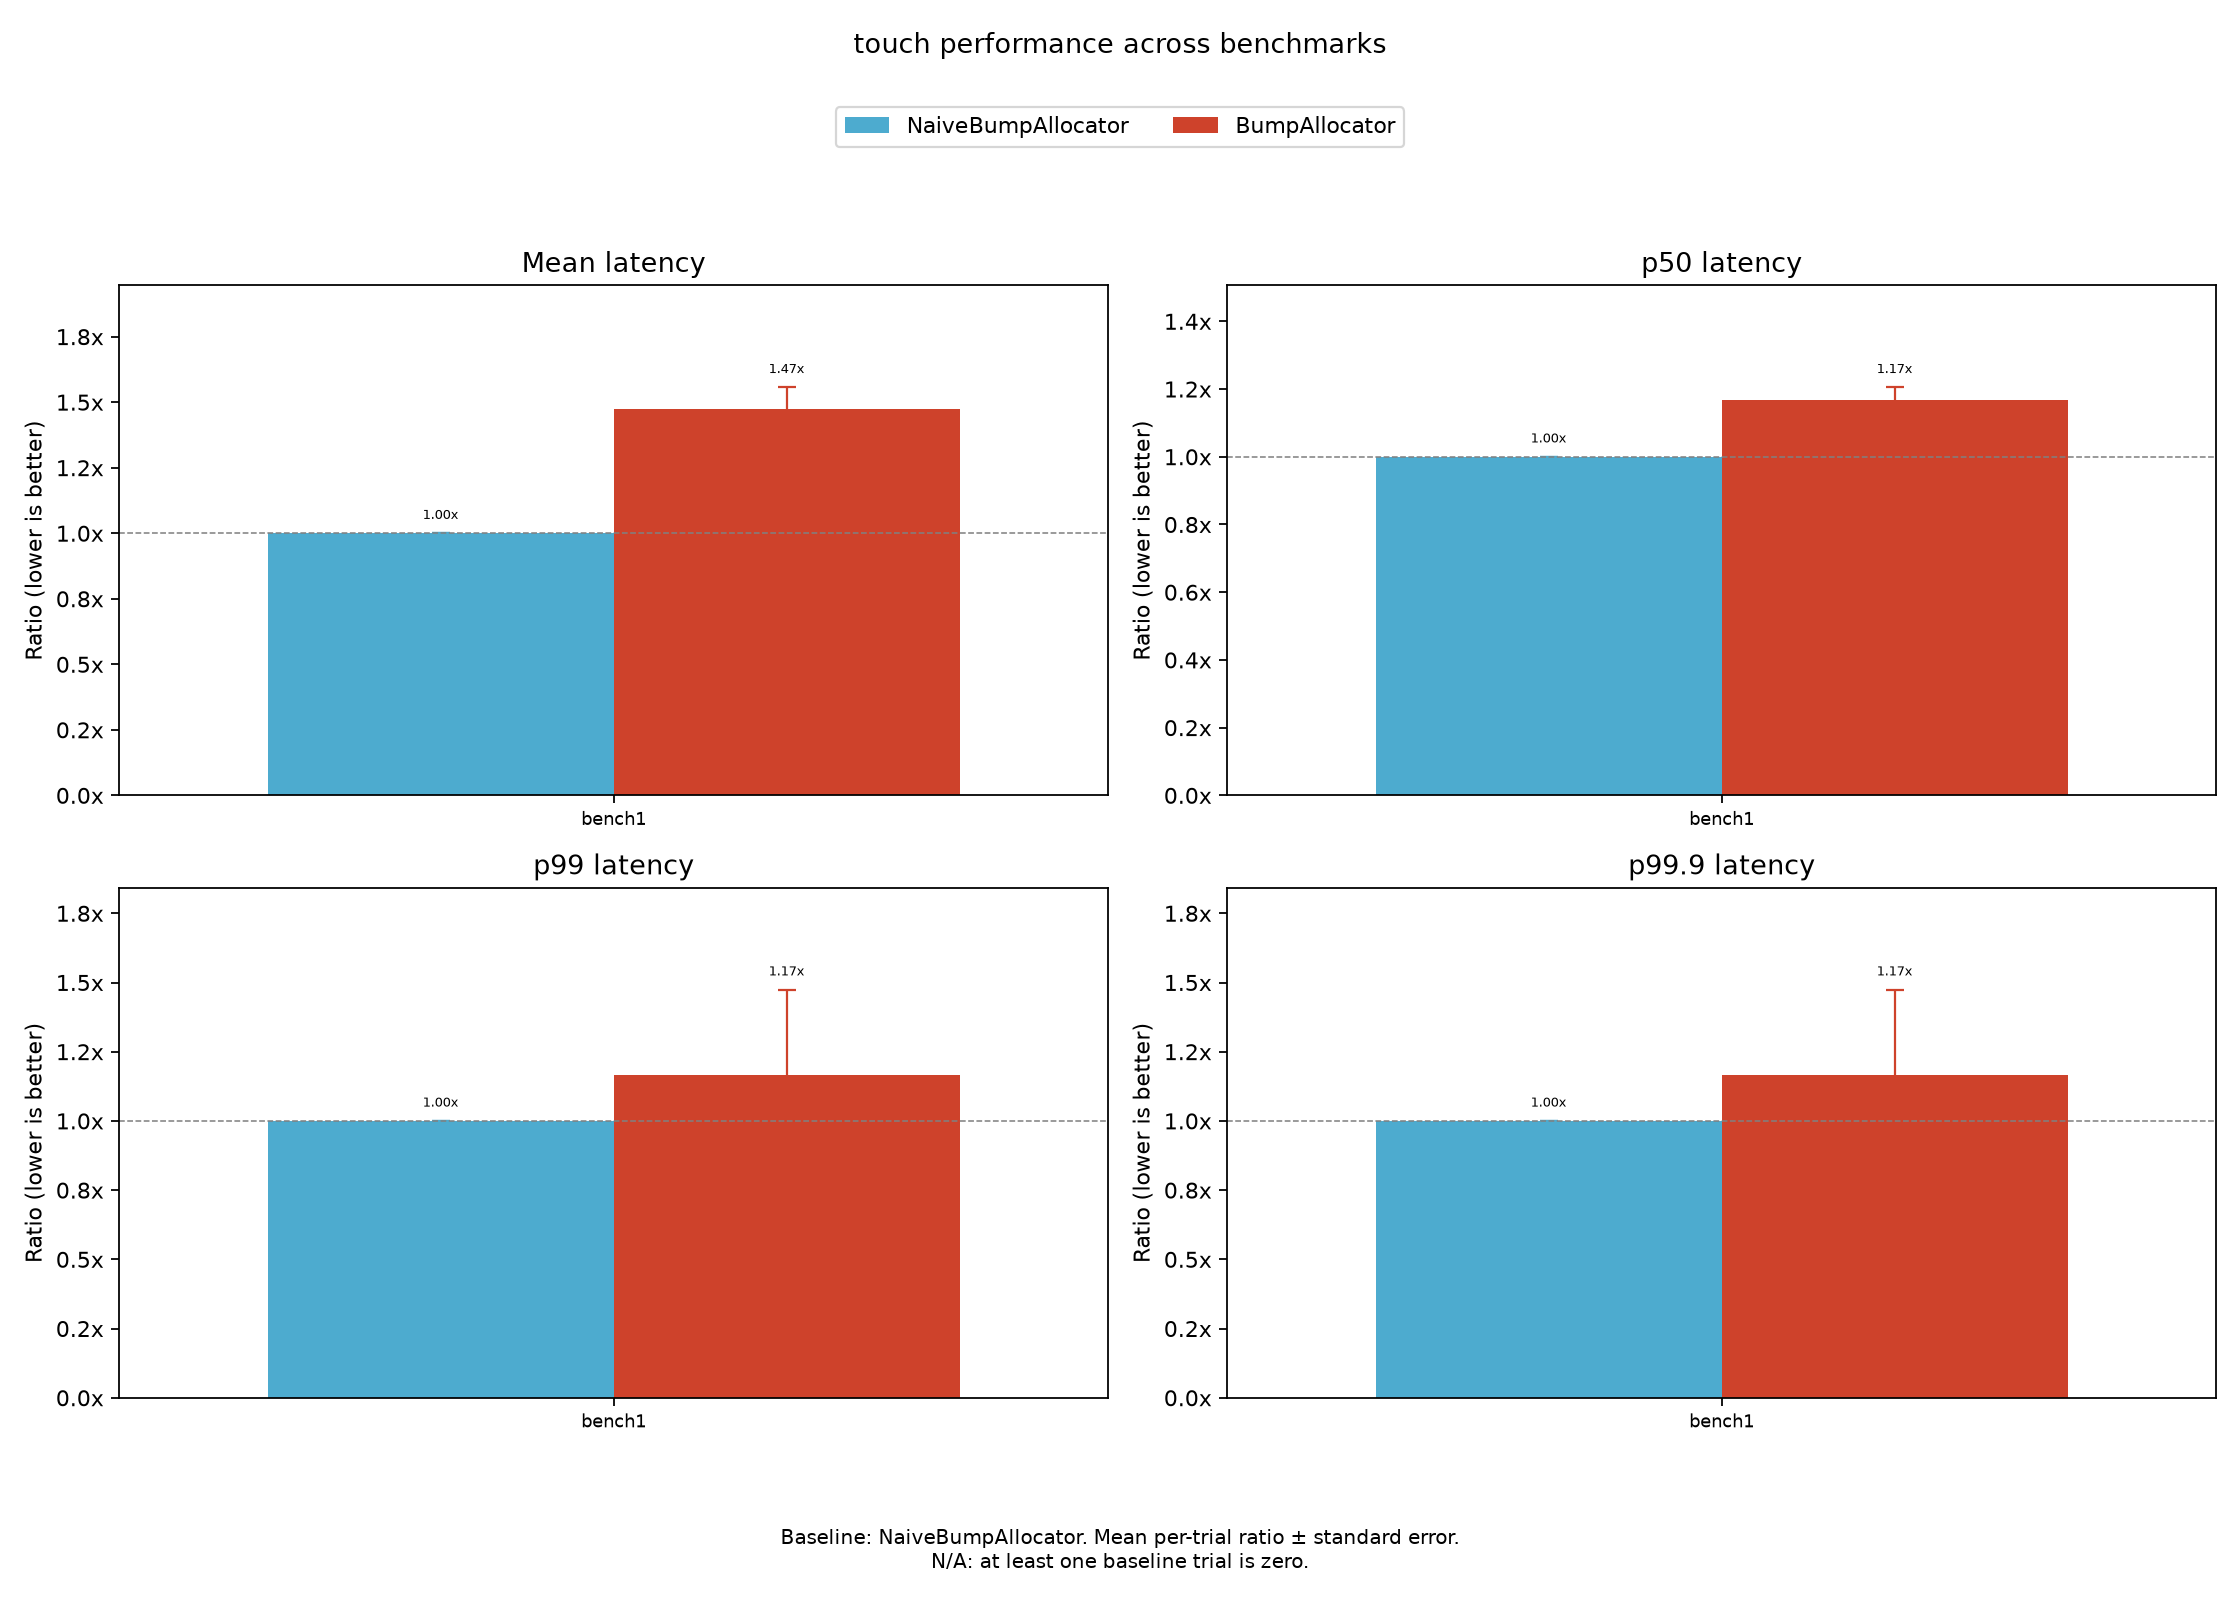 touch performance across benchmarks
NaiveBumpAllocator BumpAllocator
Mean latency
Ratio (lower is better)
1.8x
1.5x
1.2x
1.0x
0.8x
0.5x
0.2x
0.0x
1.00x
1.47x
bench1
p50 latency
Ratio (lower is better)
1.4x
1.2x
1.0x
0.8x
0.6x
0.4x
0.2x
0.0x
1.00x
1.17x
bench1
p99 latency
Ratio (lower is better)
1.8x
1.5x
1.2x
1.0x
0.8x
0.5x
0.2x
0.0x
1.00x
1.17x
bench1
p99.9 latency
Ratio (lower is better)
1.8x
1.5x
1.2x
1.0x
0.8x
0.5x
0.2x
0.0x
1.00x
1.17x
bench1
Baseline: NaiveBumpAllocator. Mean per-trial ratio ± standard error.
N/A: at least one baseline trial is zero.